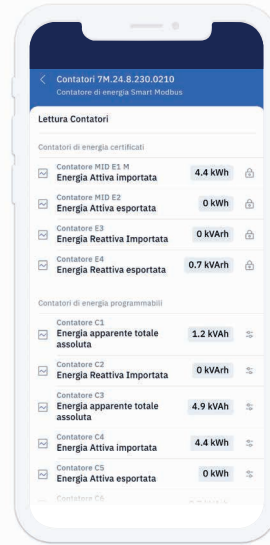 Contatori 7M.24.8.230.0210
Contatore di energia Smart Modbus
Lettura Contatori
Contatori di energia certificati
Contatore MID E1 M
Energia Attiva importata
4.4 kWh
Contatore MID E2
Energia Attiva esportata
0 kWh
Contatore E3
Energia Reattiva Importata
0 kVArh
Contatore E4
Energia Reattiva esportata
0.7 kVArh
Contatori di energia programmabili
Contatore C1
Energia apparente totale
assoluta
1.2 kVAh
Contatore C2
Energia Reattiva Importata
0 kVArh
Contatore C3
Energia apparente totale
assoluta
4.9 kVAh
Contatore C4
Energia Attiva importata
4.4 kWh
Contatore C5
Energia Attiva esportata
0 kWh
Contatore C6